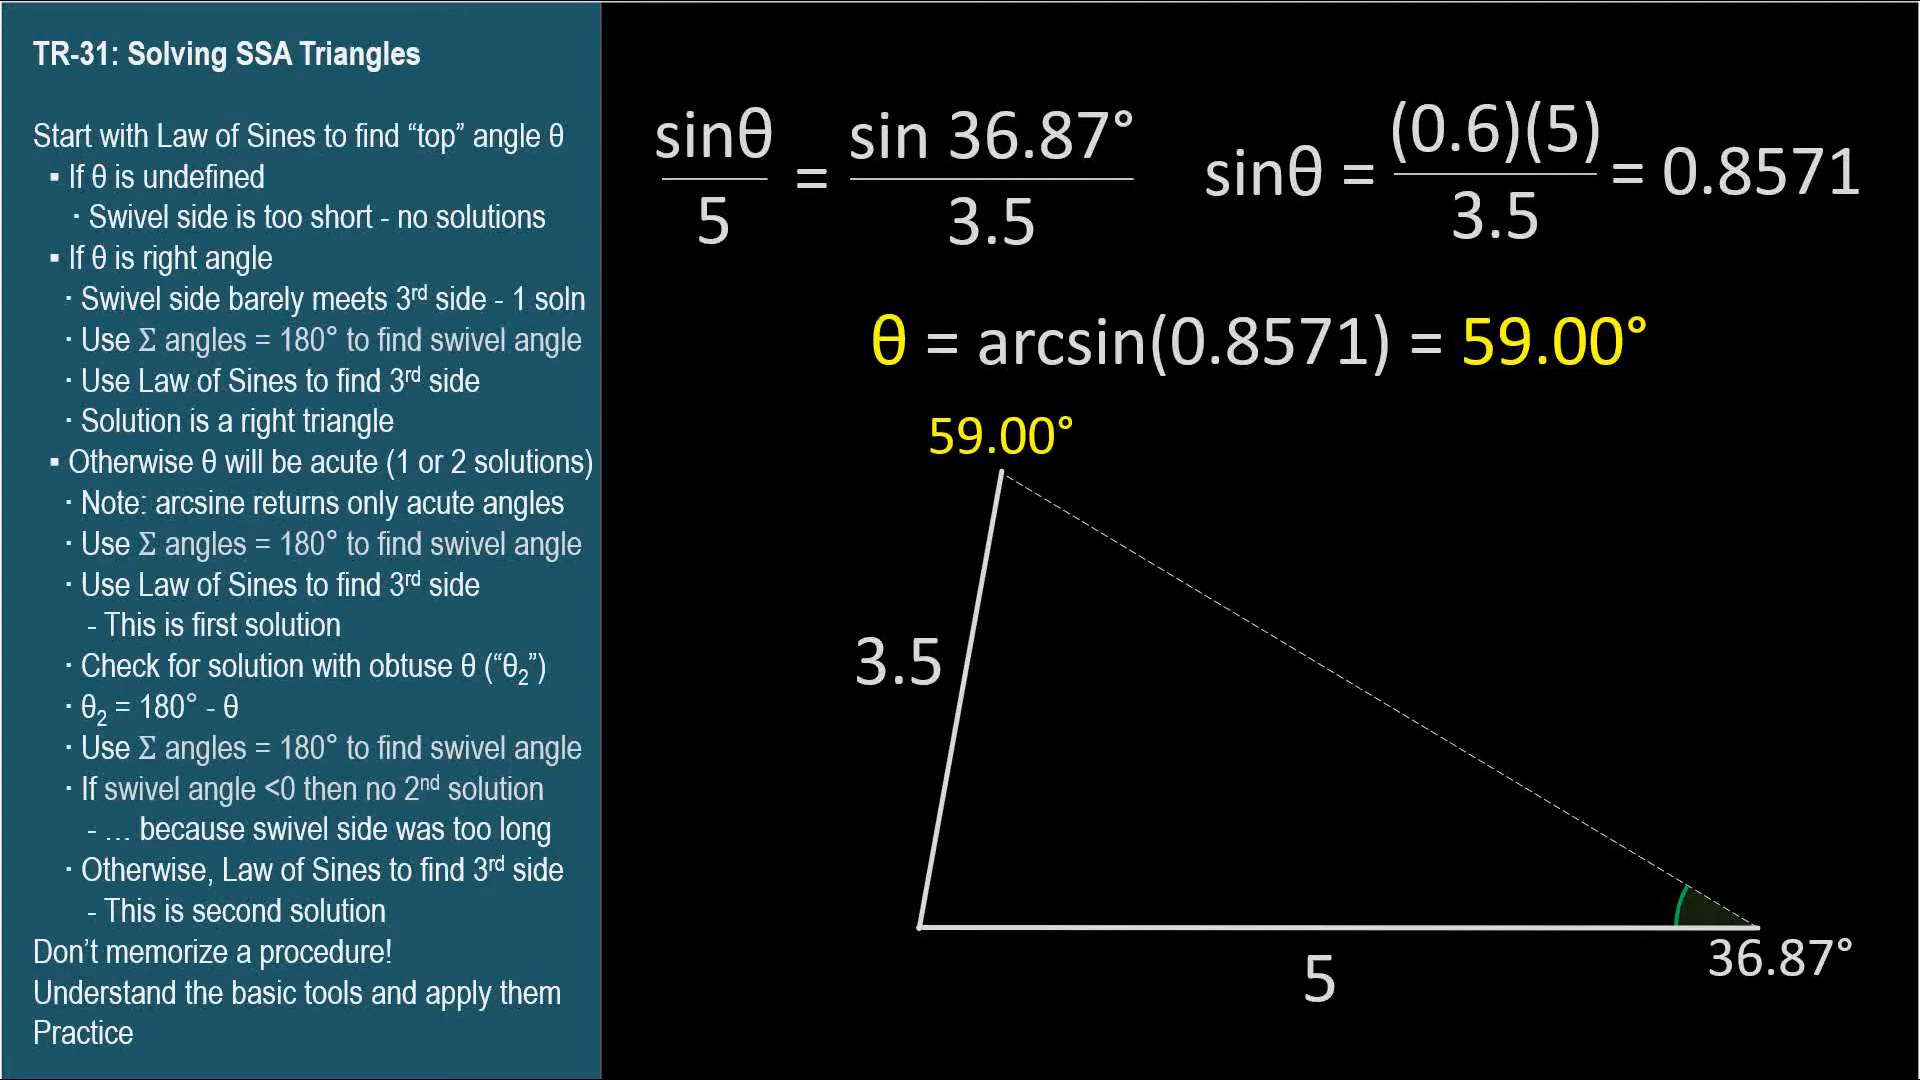 TR-31: Solving SSA Triangles
Start with Law of Sines to find “top” angle θ
▪ If θ is undefined
· Swivel side is too short - no solutions
▪ If θ is right angle
· Swivel side barely meets 3rd side - 1 soln
· Use Σ angles = 180° to find swivel angle
· Use Law of Sines to find 3rd side
· Solution is a right triangle
▪ Otherwise θ will be acute (1 or 2 solutions)
· Note: arcsine returns only acute angles
· Use Σ angles = 180° to find swivel angle
· Use Law of Sines to find 3rd side
- This is first solution
· Check for solution with obtuse θ (“θ2”)
· θ2 = 180° - θ
· Use Σ angles = 180° to find swivel angle
· If swivel angle <0 then no 2nd solution
- … because swivel side was too long
· Otherwise, Law of Sines to find 3rd side
- This is second solution
Don’t memorize a procedure!
Understand the basic tools and apply them
Practice
sinθ / 5 = sin 36.87° / 3.5
sinθ = (0.6)(5) / 3.5 = 0.8571
θ = arcsin(0.8571) = 59.00°
59.00°
3.5
36.87°
5